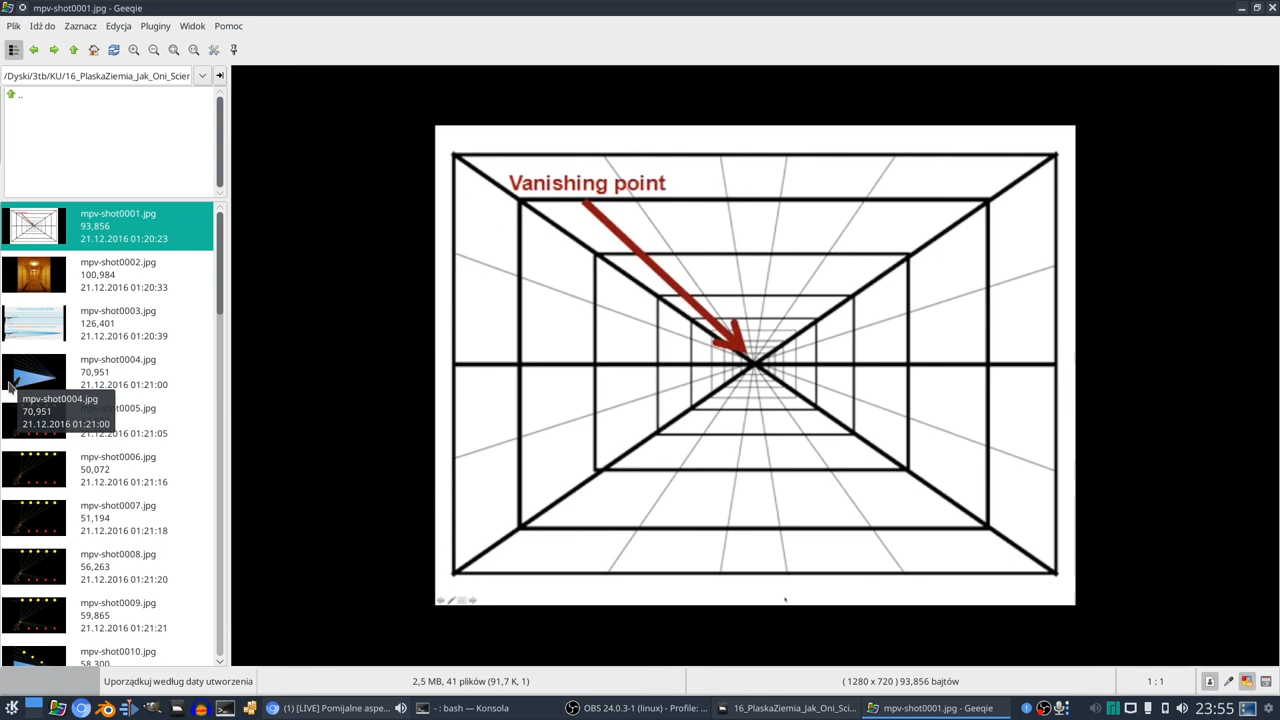 mpv-shot0001.jpg - Geeqie
Plik Idź do Zaznacz Edycja Pluginy Widok Pomoc
/Dyski/3tb/KU/16_PlaskaZiemia_Jak_Oni_Scier
..
mpv-shot0001.jpg
93,856
21.12.2016 01:20:23
mpv-shot0002.jpg
100,984
21.12.2016 01:20:33
mpv-shot0003.jpg
126,401
21.12.2016 01:20:39
mpv-shot0004.jpg
70,951
21.12.2016 01:21:00
mpv-shot0004.jpg
70,951
21.12.2016 01:21:00
shot0005.jpg
21.12.2016 01:21:05
mpv-shot0006.jpg
50,072
21.12.2016 01:21:16
mpv-shot0007.jpg
51,194
21.12.2016 01:21:18
mpv-shot0008.jpg
56,263
21.12.2016 01:21:20
mpv-shot0009.jpg
59,865
21.12.2016 01:21:21
mpv-shot0010.jpg
58,300
Vanishing point
Uporządkuj według daty utworzenia
2,5 MB, 41 plików (91,7 K, 1)
( 1280 x 720 ) 93,856 bajtów
1 : 1
(1) [LIVE] Pomijalne aspe...
- : bash — Konsola
OBS 24.0.3-1 (linux) - Profile: ...
16_PlaskaZiemia_Jak_Oni_Sci...
mpv-shot0001.jpg - Geeqie
23:55